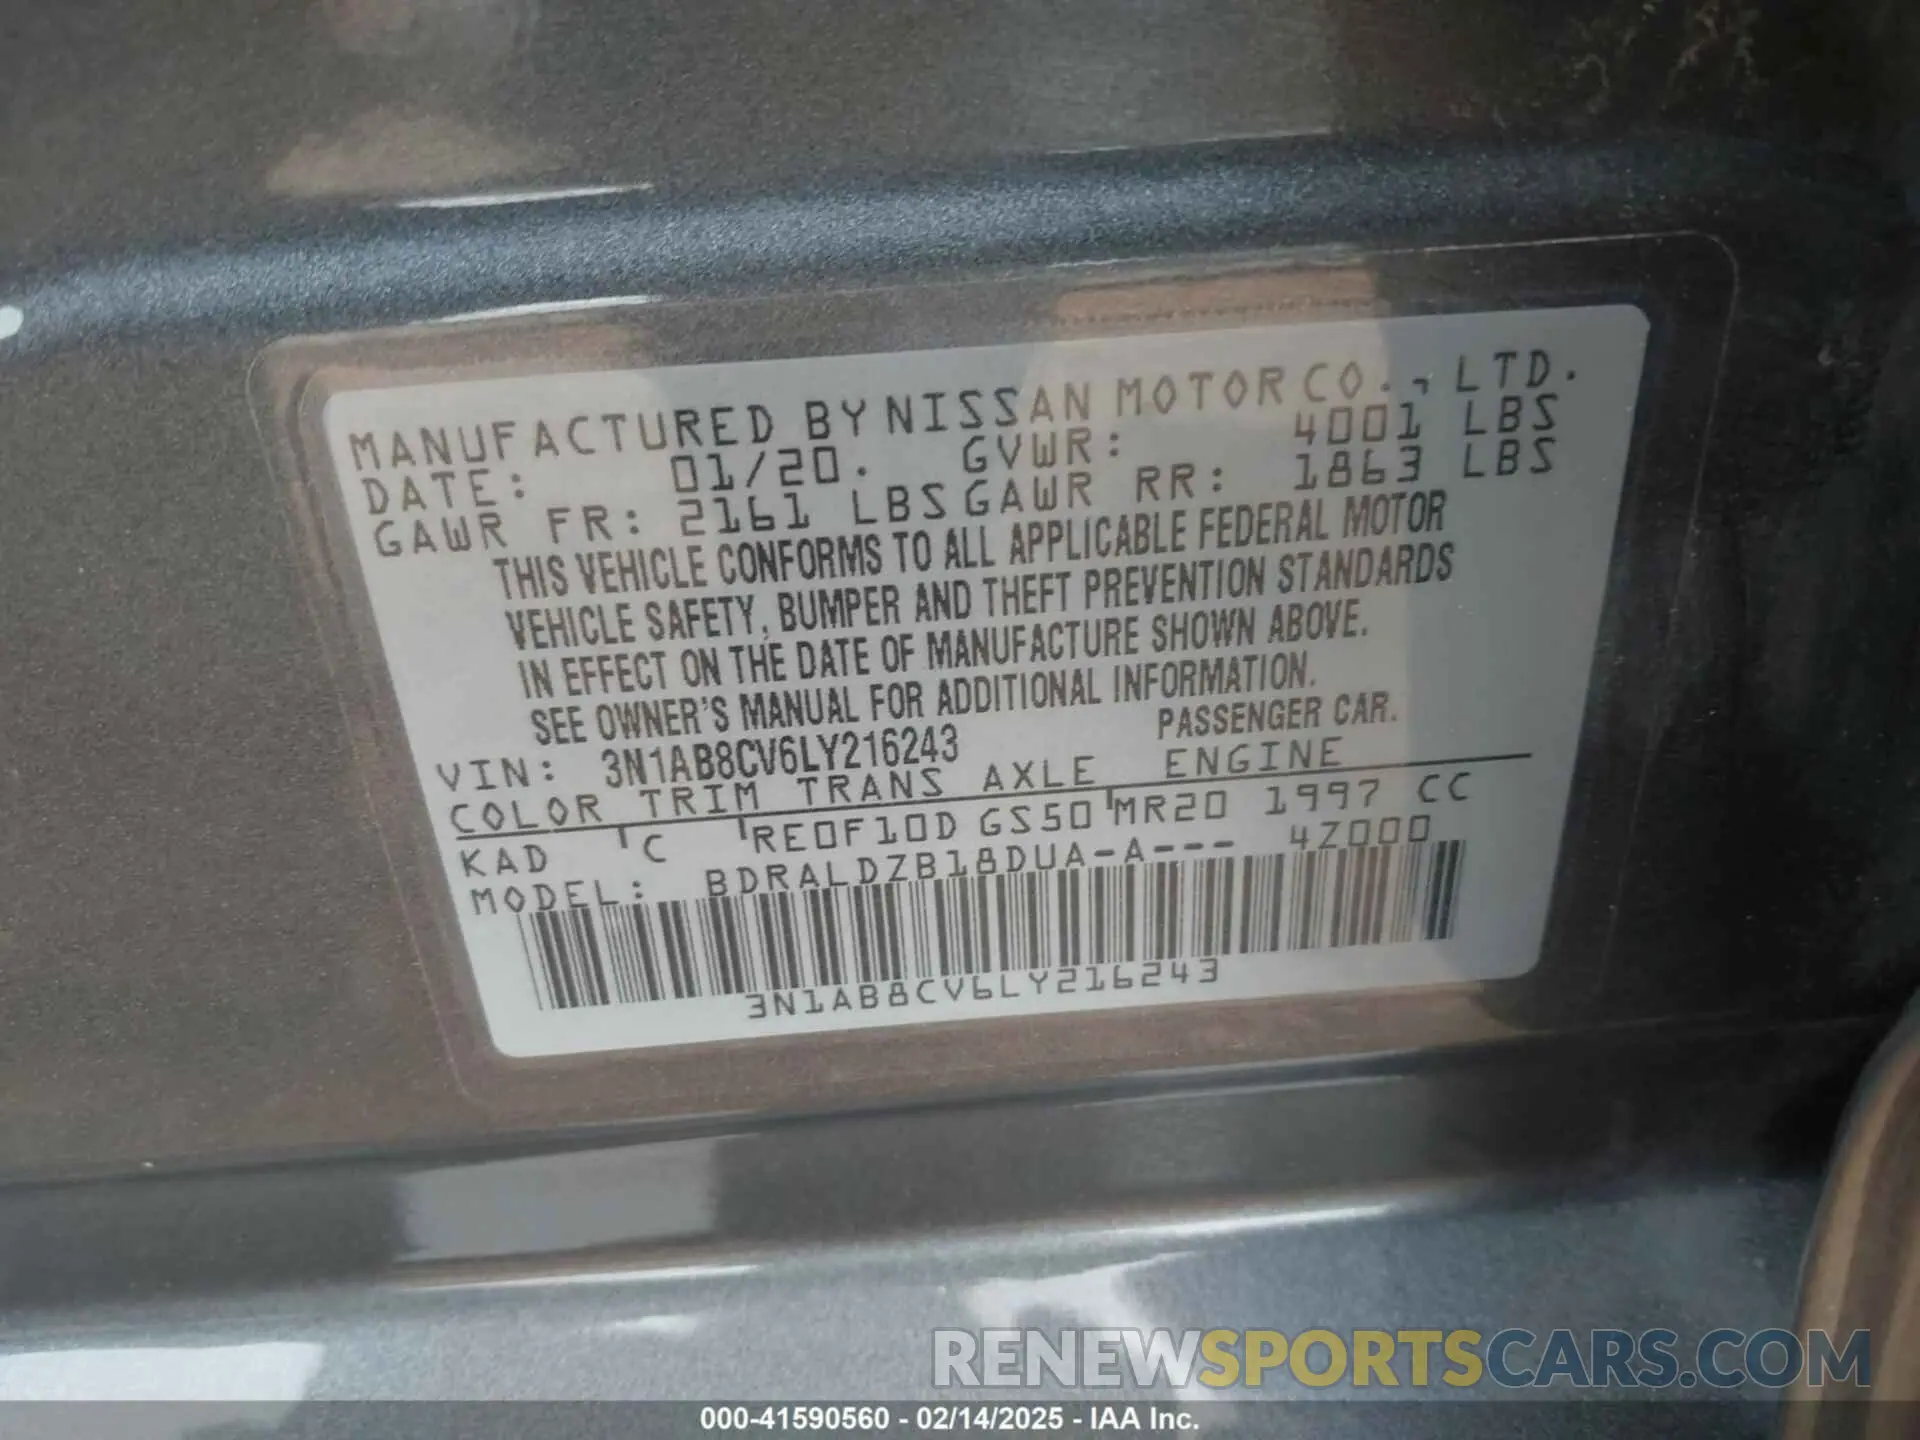 MANUFACTURED BY NISSAN MOTOR CO., LTD.
DATE: 01/20. GVWR: 4001 LBS
GAWR FR: 2161 LBS GAWR RR: 1863 LBS
THIS VEHICLE CONFORMS TO ALL APPLICABLE FEDERAL MOTOR
VEHICLE SAFETY, BUMPER AND THEFT PREVENTION STANDARDS
IN EFFECT ON THE DATE OF MANUFACTURE SHOWN ABOVE.
SEE OWNER'S MANUAL FOR ADDITIONAL INFORMATION.
VIN: 3N1AB8CV6LY216243 PASSENGER CAR.
COLOR TRIM TRANS AXLE ENGINE
KAD C RE0F10D GS50 MR20 1997 CC
MODEL: BDRALDZB18DUA-A--- 4Z000
3N1AB8CV6LY216243
RENEWSPORTSCARS.COM
000-41590560 - 02/14/2025 - IAA Inc.